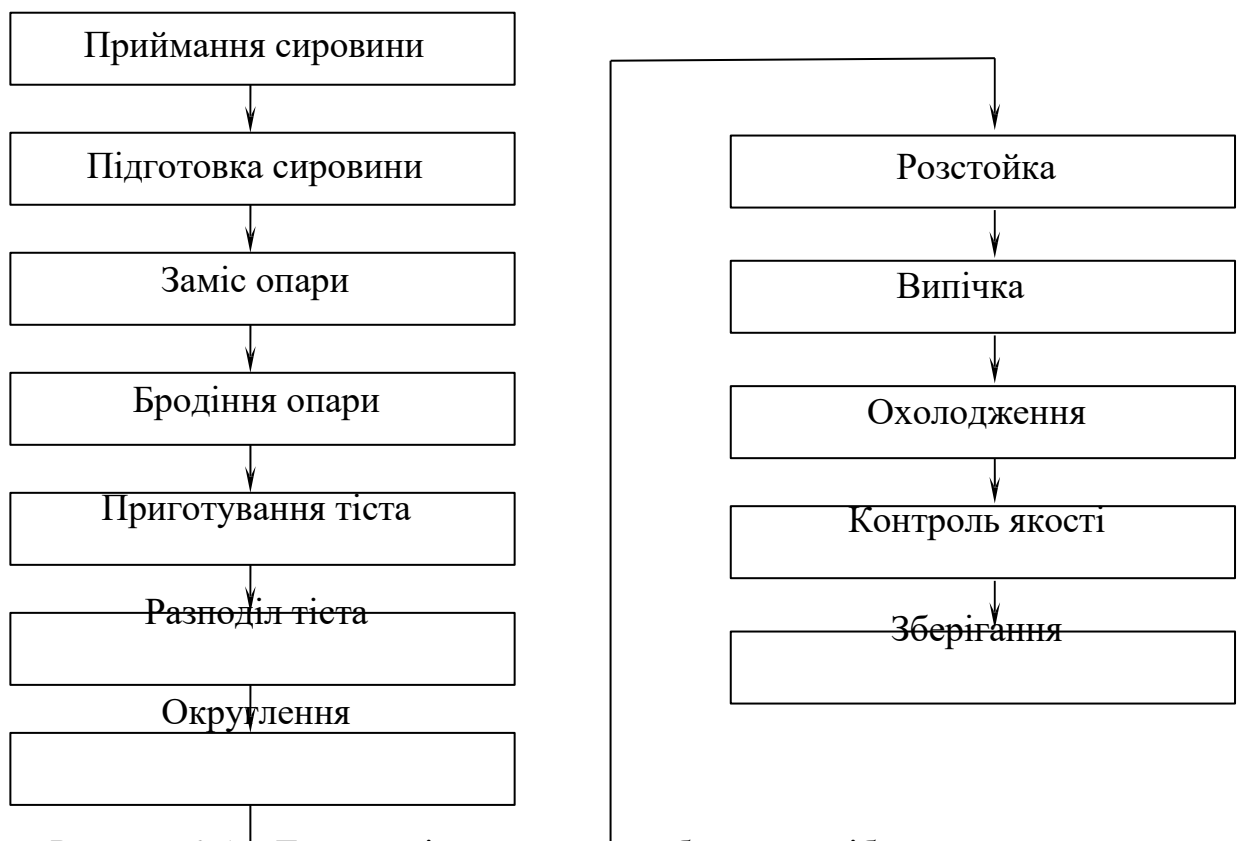 Приймання сировини
Підготовка сировини
Заміс опари
Бродіння опари
Приготування тіста
Разподіл тіста
Округлення
Розстойка
Випічка
Охолодження
Контроль якості
Зберігання